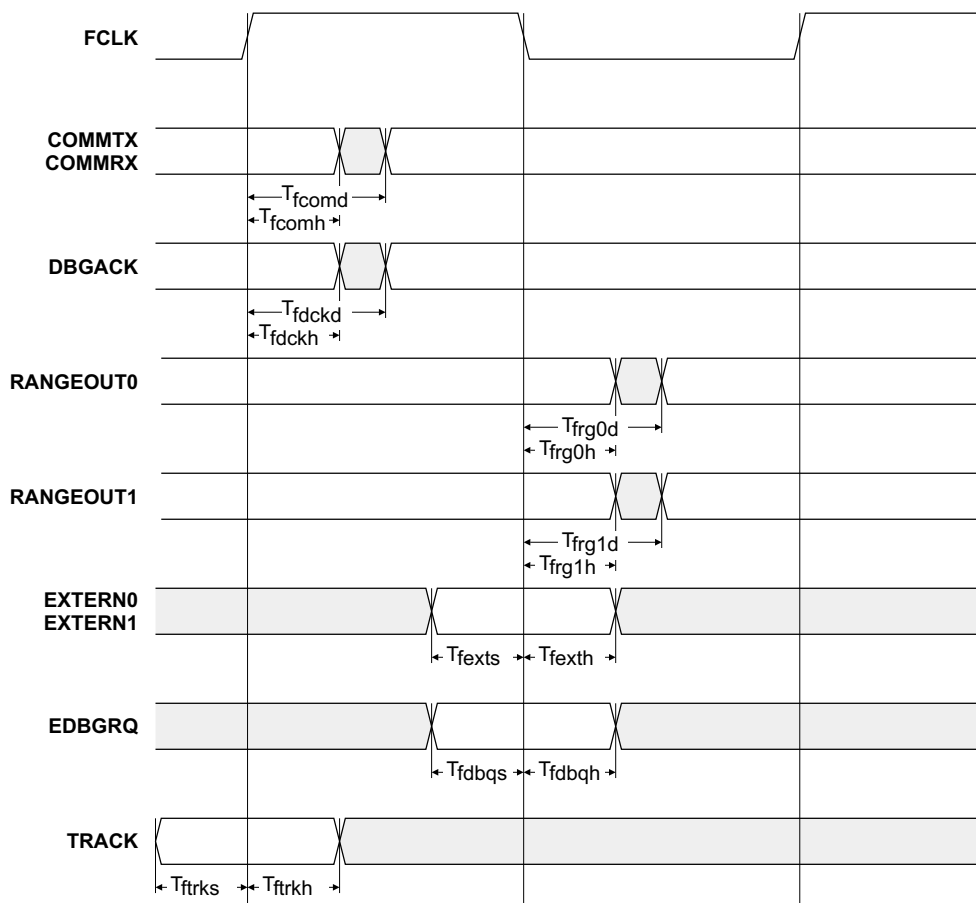 FCLK
COMMTX
COMMRX
Tfcomd
Tfcomh
DBGACK
Tfdckd
Tfdckh
RANGEOUT0
Tfrg0d
Tfrg0h
RANGEOUT1
Tfrg1d
Tfrg1h
EXTERN0
EXTERN1
Tfexts Tfexth
EDBGRQ
Tfdbqs Tfdbqh
TRACK
Tftrks Tftrkh